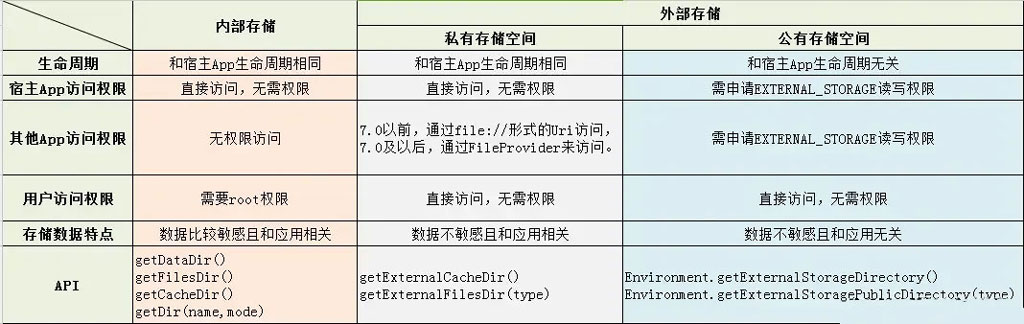 内部存储
外部存储
私有存储空间
公有存储空间
生命周期
和宿主App生命周期相同
和宿主App生命周期相同
和宿主App生命周期无关
宿主App访问权限
直接访问，无需权限
直接访问，无需权限
需申请EXTERNAL_STORAGE读写权限
其他App访问权限
无权限访问
7.0以前，通过file://形式的Uri访问，
7.0及以后，通过FileProvider来访问。
需申请EXTERNAL_STORAGE读写权限
用户访问权限
需要root权限
直接访问，无需权限
直接访问，无需权限
存储数据特点
数据比较敏感且和应用相关
数据不敏感且和应用相关
数据不敏感且和应用无关
API
getDataDir()
getFilesDir()
getCacheDir()
getDir(name,mode)
getExternalCacheDir()
getExternalFilesDir(type)
Environment.getExternalStorageDirectory()
Environment.getExternalStoragePublicDirectory(type)